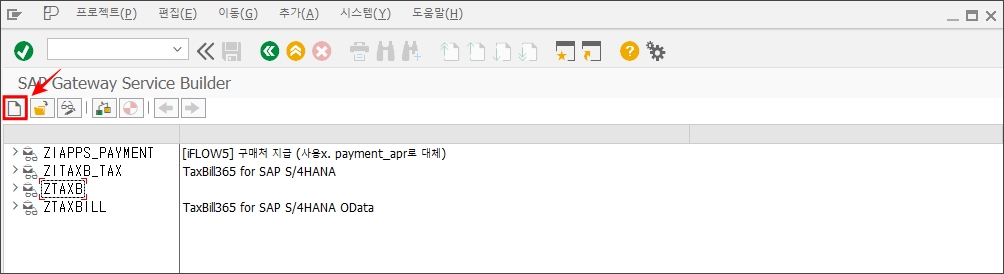 프로젝트(P) 편집(E) 이동(G) 추가(A) 시스템(Y) 도움말(H)
SAP Gateway Service Builder
ZIAPPS_PAYMENT [iFLOW5] 구매처 지급 (사용x. payment_apr로 대체)
ZITAXB_TAX TaxBill365 for SAP S/4HANA
ZTAXB
ZTAXBILL TaxBill365 for SAP S/4HANA OData